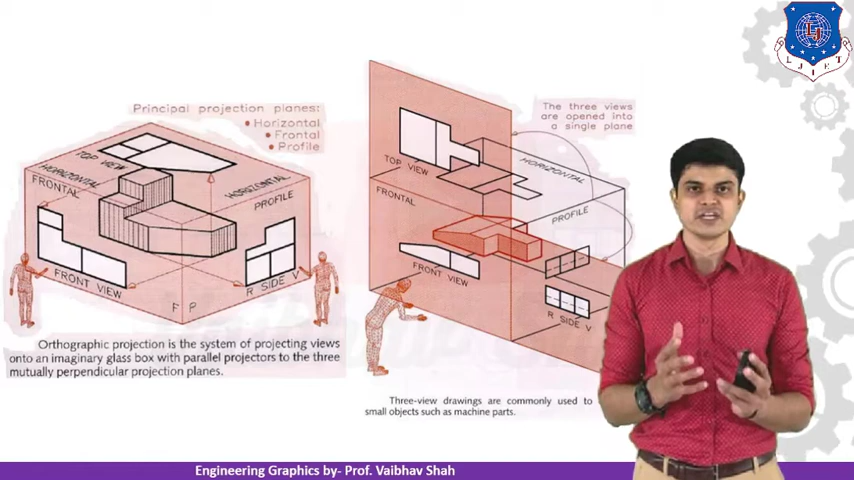 Principal projection planes:
• Horizontal
• Frontal
• Profile
TOP VIEW
HORIZONTAL
FRONTAL
HORIZONTAL
PROFILE
FRONT VIEW
R SIDE V
F P
Orthographic projection is the system of projecting views
onto an imaginary glass box with parallel projectors to the three
mutually perpendicular projection planes.
The three views
are opened into
a single plane
TOP VIEW
HORIZONTAL
FRONTAL
PROFILE
FRONT VIEW
R SIDE V
Three-view drawings are commonly used to
small objects such as machine parts.
LJIET
Engineering Graphics by- Prof. Vaibhav Shah